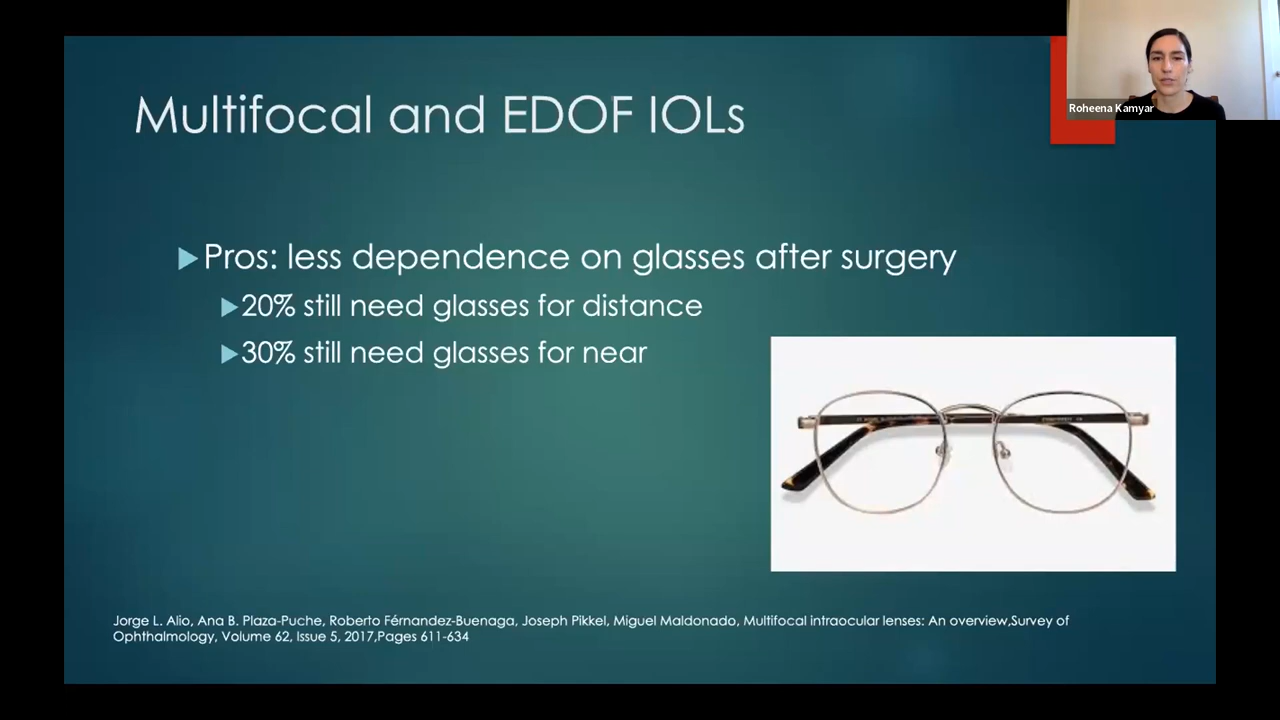 Multifocal and EDOF IOLs
Roheena Kamyar
Pros: less dependence on glasses after surgery
20% still need glasses for distance
30% still need glasses for near
Jorge L. Alio, Ana B. Plaza-Puche, Roberto Férnandez-Buenaga, Joseph Pikkel, Miguel Maldonado, Multifocal intraocular lenses: An overview,Survey of
Ophthalmology, Volume 62, Issue 5, 2017,Pages 611-634